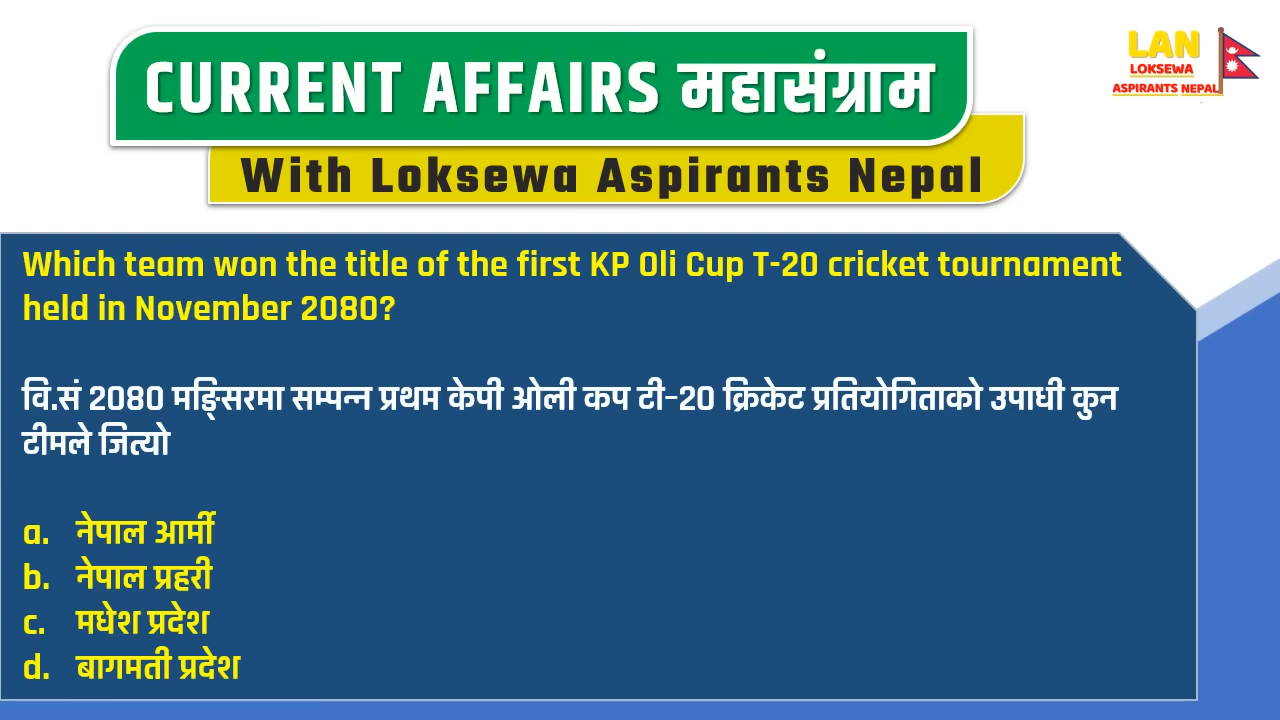 CURRENT AFFAIRS महासंग्राम
LAN
LOKSEWA
ASPIRANTS NEPAL
With Loksewa Aspirants Nepal
Which team won the title of the first KP Oli Cup T-20 cricket tournament
held in November 2080?
वि.सं 2080 मङ्सिरमा सम्पन्न प्रथम केपी ओली कप टी-20 क्रिकेट प्रतियोगिताको उपाधी कुन
टीमले जित्यो
a. नेपाल आर्मी
b. नेपाल प्रहरी
c. मधेश प्रदेश
d. बागमती प्रदेश